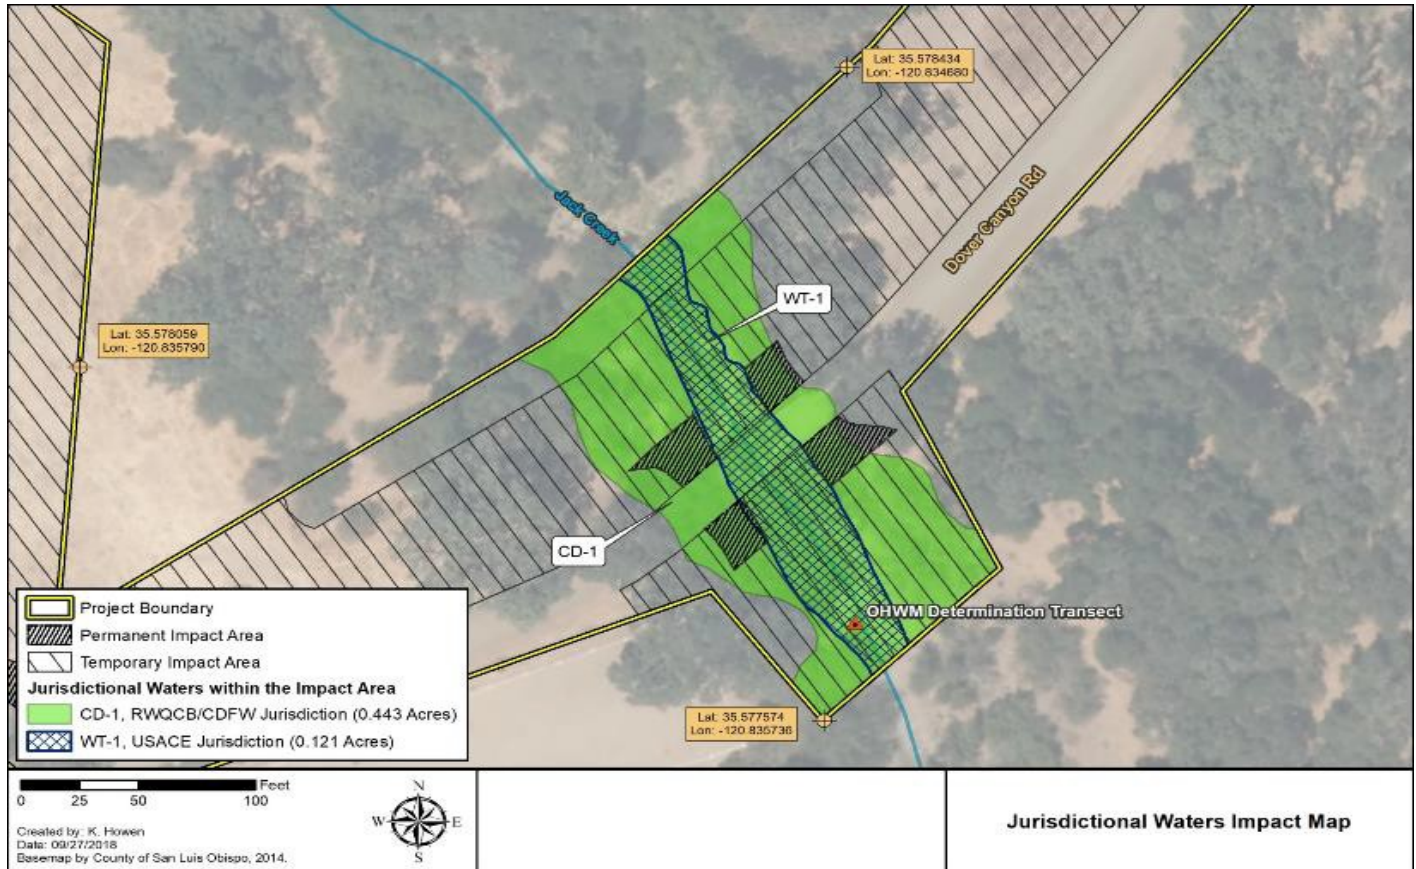 Lat: 35.578434
Lon: -120.834680
Jack Creek
Dover Canyon Rd
WT-1
Lat: 35.578059
Lon: -120.835790
CD-1
OHWM Determination Transect
Lat: 35.577574
Lon: -120.835736
Project Boundary
Permanent Impact Area
Temporary Impact Area
Jurisdictional Waters within the Impact Area
CD-1, RWQCB/CDFW Jurisdiction (0.443 Acres)
WT-1, USACE Jurisdiction (0.121 Acres)
Feet
0 25 50 100
N
W E
S
Created by: K. Howen
Date: 09/27/2018
Basemap by County of San Luis Obispo, 2014.
Jurisdictional Waters Impact Map